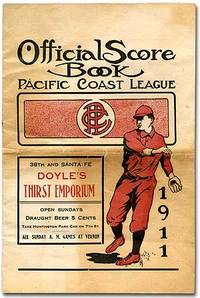 Official Score
Book
PACIFIC COAST LEAGUE
38TH AND SANTA FE
DOYLE'S
THIRST EMPORIUM
OPEN SUNDAYS
DRAUGHT BEER 5 CENTS
TAKE HUNTINGTON PARK CAR ON 7TH ST
ALL SUNDAY A. M. GAMES AT VERNON
1911